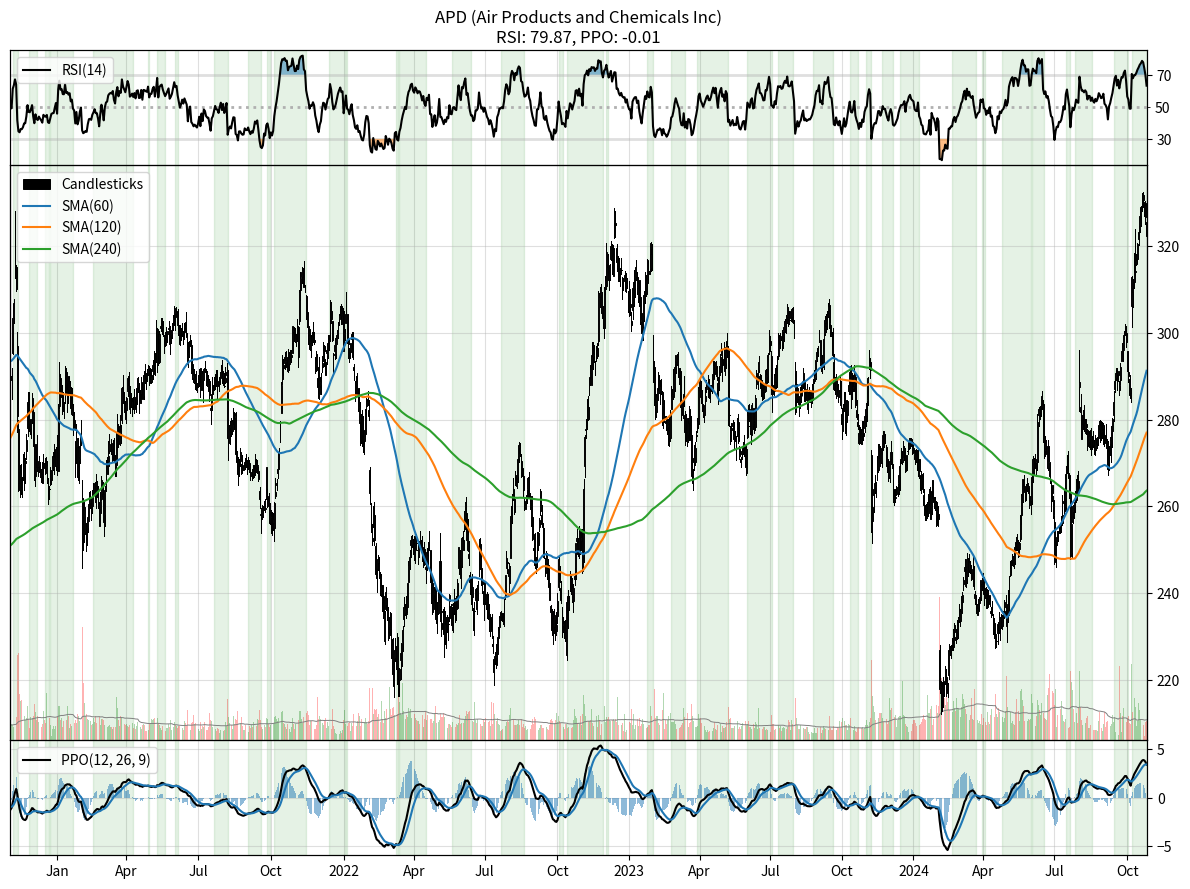 APD (Air Products and Chemicals Inc)
RSI: 79.87, PPO: -0.01
RSI(14)
70
50
30
Candlesticks
SMA(60)
SMA(120)
SMA(240)
320
300
280
260
240
220
PPO(12, 26, 9)
5
0
−5
Jan Apr Jul Oct 2022 Apr Jul Oct 2023 Apr Jul Oct 2024 Apr Jul Oct